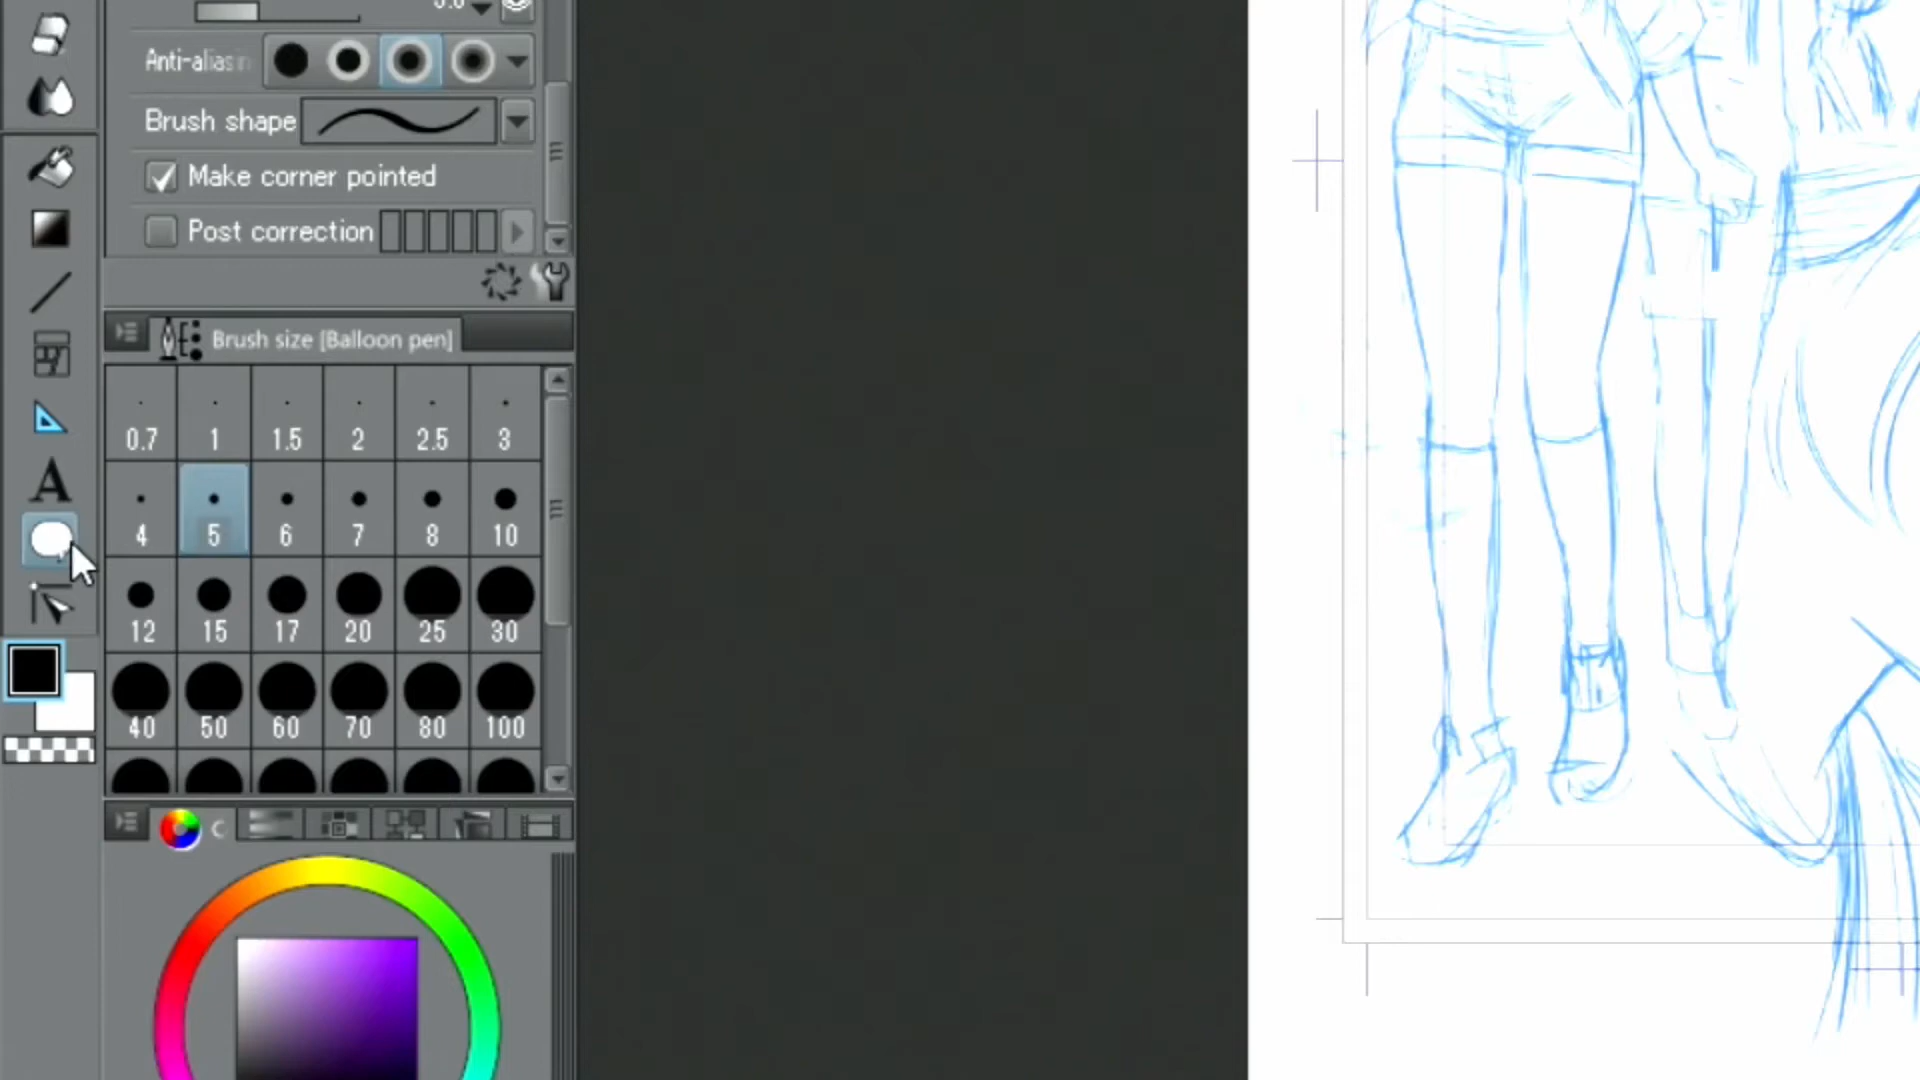 Anti-aliasin
Brush shape
Make corner pointed
Post correction
Brush size [Balloon pen]
0.7 1 1.5 2 2.5 3
4 5 6 7 8 10
12 15 17 20 25 30
40 50 60 70 80 100
C